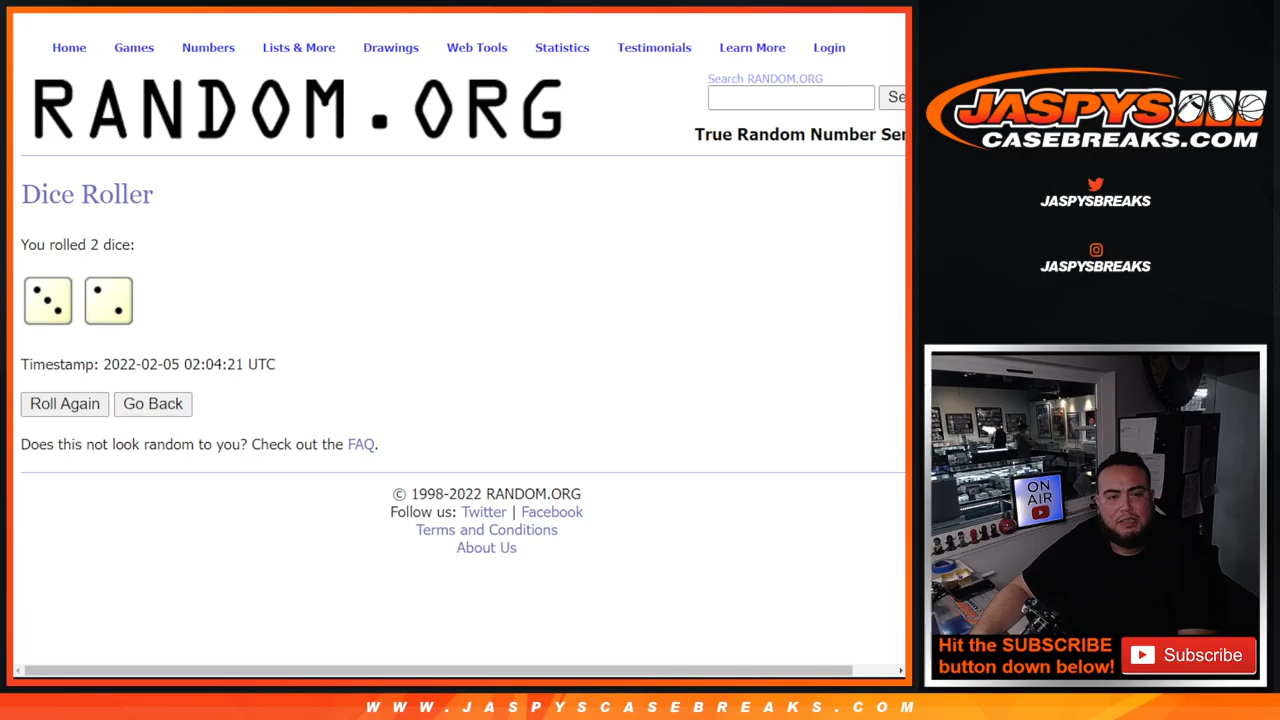 Home Games Numbers Lists & More Drawings Web Tools Statistics Testimonials Learn More Login
RANDOM.ORG
Search RANDOM.ORG
Se
True Random Number Ser
Dice Roller
You rolled 2 dice:
Timestamp: 2022-02-05 02:04:21 UTC
Roll Again Go Back
Does this not look random to you? Check out the FAQ.
© 1998-2022 RANDOM.ORG
Follow us: Twitter | Facebook
Terms and Conditions
About Us
JASPYS
CASEBREAKS.COM
JASPYSBREAKS
JASPYSBREAKS
ON
AIR
Hit the SUBSCRIBE
button down below!
Subscribe
WWW.JASPYSCASEBREAKS.COM